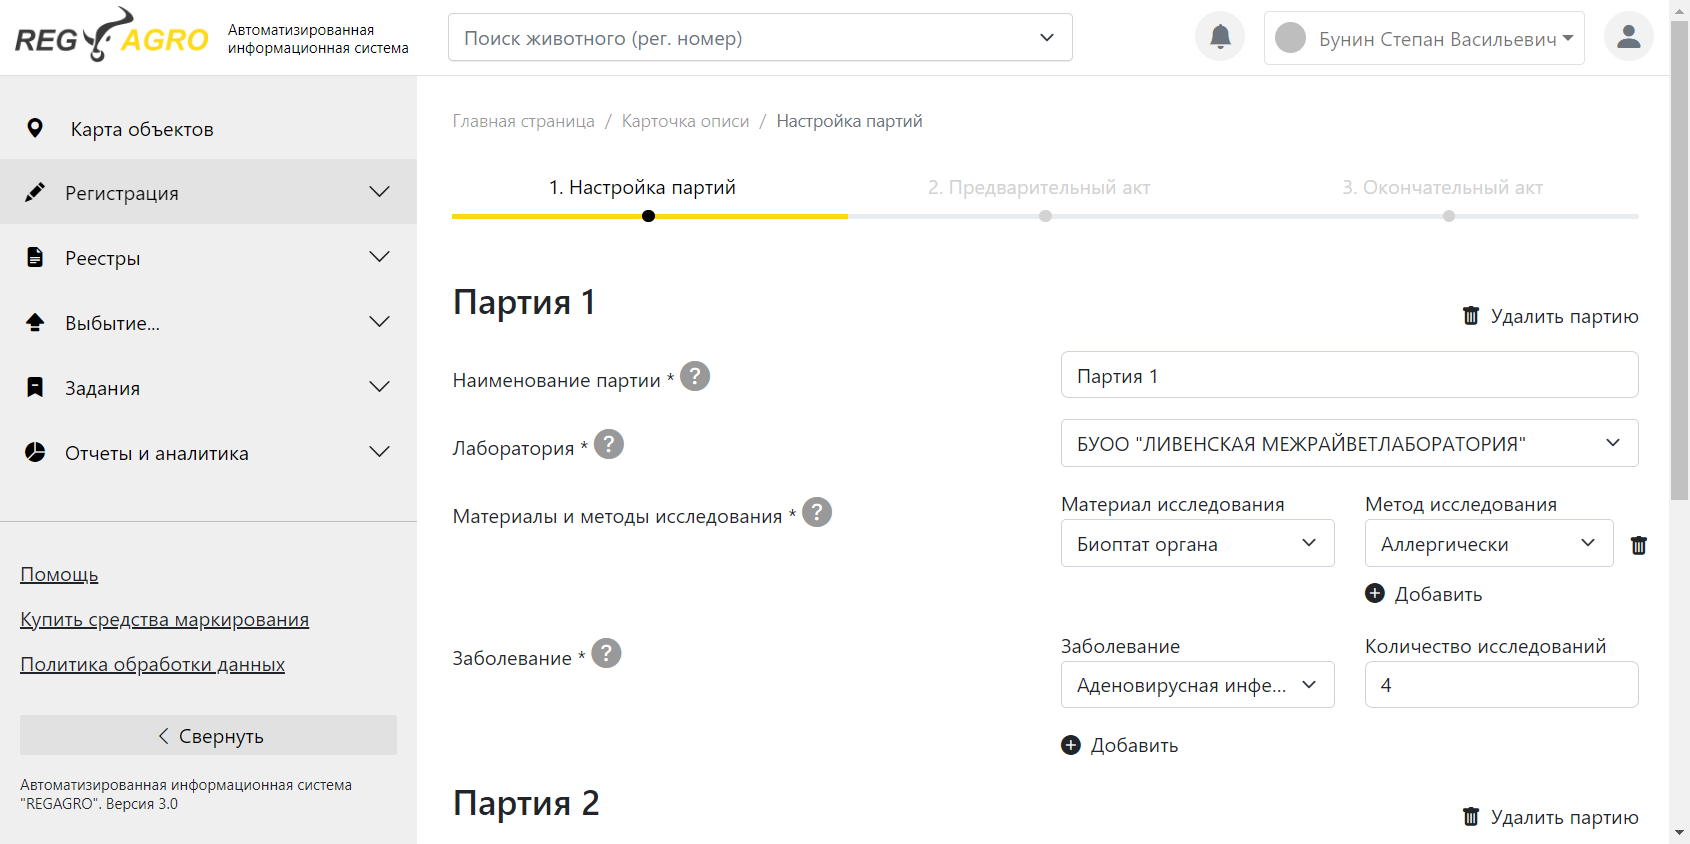 REG AGRO
Автоматизированная
информационная система
Поиск животного (рег. номер)
Бунин Степан Васильевич
Карта объектов
Регистрация
Реестры
Выбытие...
Задания
Отчеты и аналитика
Помощь
Купить средства маркирования
Политика обработки данных
Свернуть
Автоматизированная информационная система
"REGAGRO". Версия 3.0
Главная страница / Карточка описи / Настройка партий
1. Настройка партий
2. Предварительный акт
3. Окончательный акт
Партия 1
Удалить партию
Наименование партии * ?
Партия 1
Лаборатория * ?
БУОО "ЛИВЕНСКАЯ МЕЖРАЙВЕТЛАБОРАТОРИЯ"
Материалы и методы исследования * ?
Материал исследования
Метод исследования
Биоптат органа
Аллергически
Добавить
Заболевание * ?
Заболевание
Количество исследований
Аденовирусная инфе...
4
Добавить
Партия 2
Удалить партию